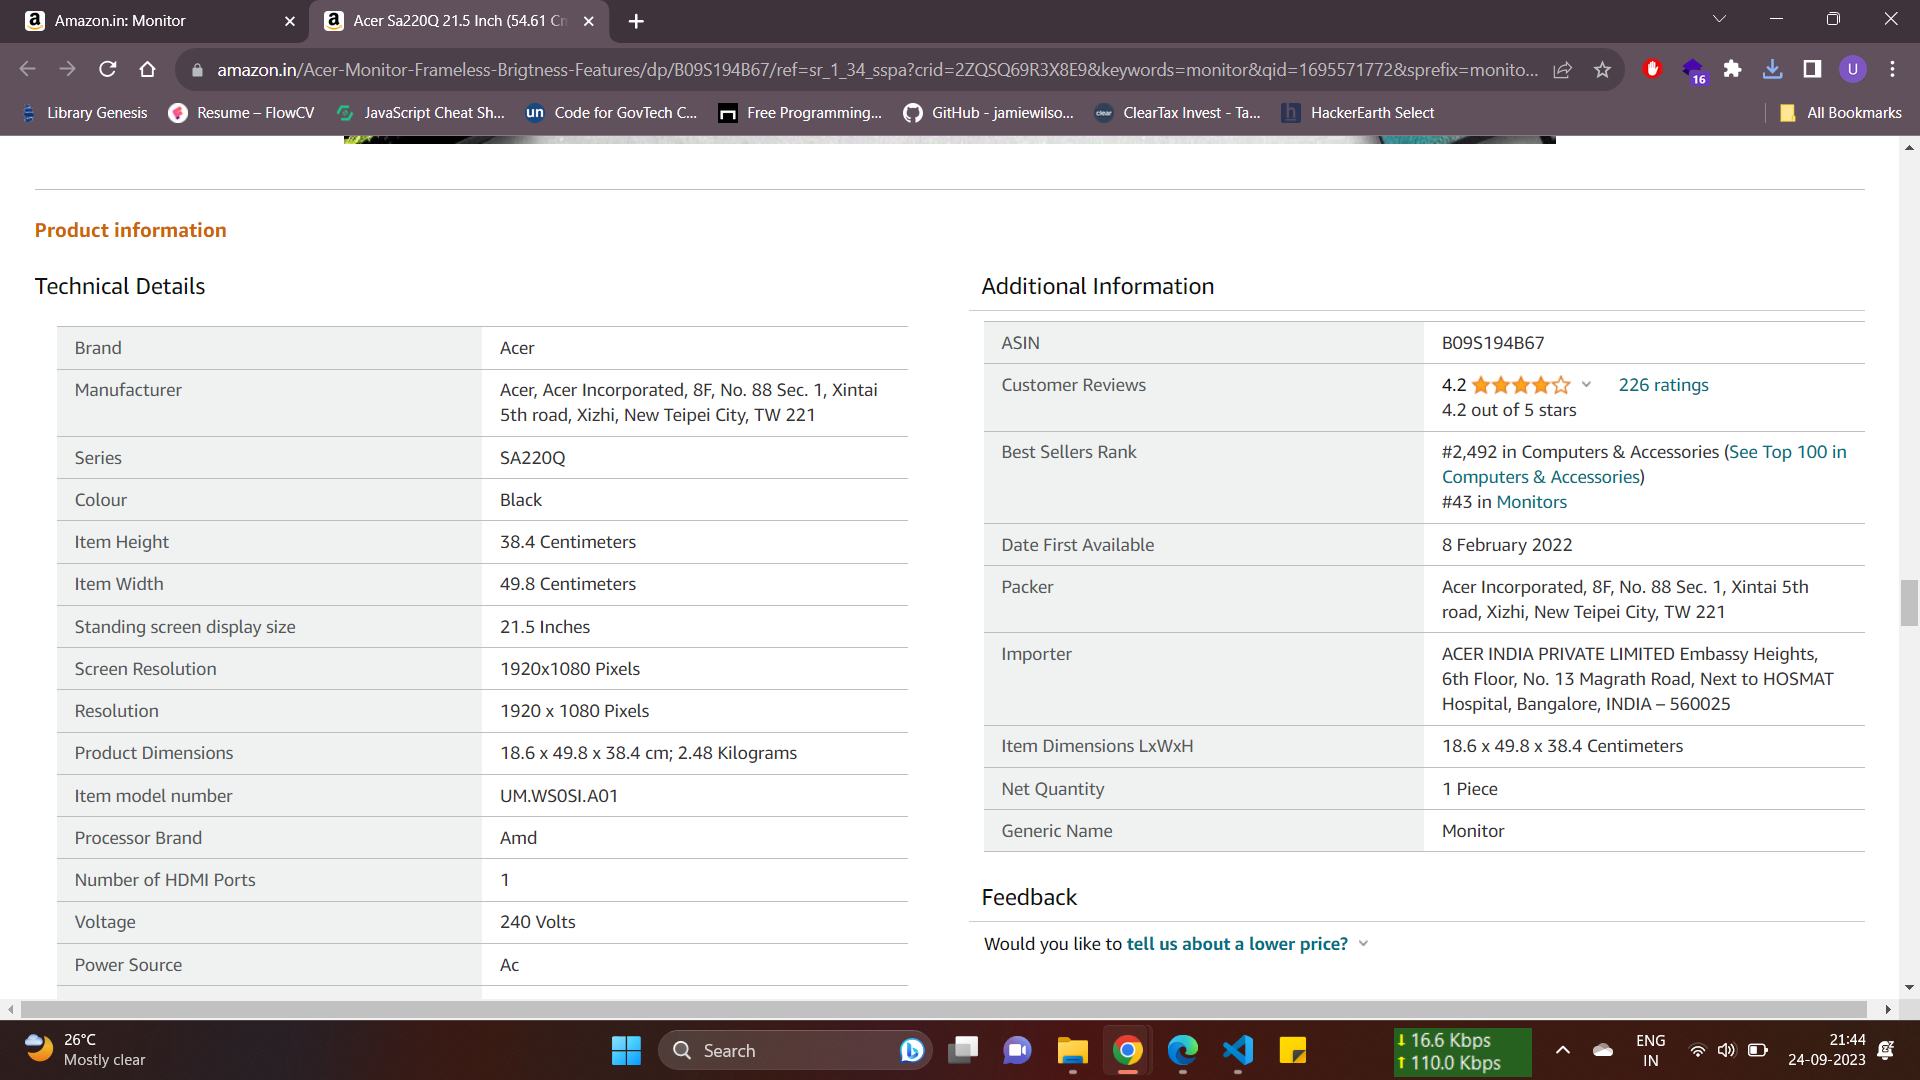 Amazon.in: Monitor
Acer Sa220Q 21.5 Inch (54.61 Cn
amazon.in/Acer-Monitor-Frameless-Brigtness-Features/dp/B09S194B67/ref=sr_1_34_sspa?crid=2ZQSQ69R3X8E9&keywords=monitor&qid=1695571772&sprefix=monito...
16
U
Library Genesis
Resume – FlowCV
JavaScript Cheat Sh...
un Code for GovTech C...
Free Programming...
GitHub - jamiewilso...
clear ClearTax Invest - Ta...
h HackerEarth Select
All Bookmarks
Product information
Technical Details
Brand Acer
Manufacturer Acer, Acer Incorporated, 8F, No. 88 Sec. 1, Xintai
5th road, Xizhi, New Teipei City, TW 221
Series SA220Q
Colour Black
Item Height 38.4 Centimeters
Item Width 49.8 Centimeters
Standing screen display size 21.5 Inches
Screen Resolution 1920x1080 Pixels
Resolution 1920 x 1080 Pixels
Product Dimensions 18.6 x 49.8 x 38.4 cm; 2.48 Kilograms
Item model number UM.WS0SI.A01
Processor Brand Amd
Number of HDMI Ports 1
Voltage 240 Volts
Power Source Ac
Additional Information
ASIN B09S194B67
Customer Reviews 4.2 226 ratings
4.2 out of 5 stars
Best Sellers Rank #2,492 in Computers & Accessories (See Top 100 in
Computers & Accessories)
#43 in Monitors
Date First Available 8 February 2022
Packer Acer Incorporated, 8F, No. 88 Sec. 1, Xintai 5th
road, Xizhi, New Teipei City, TW 221
Importer ACER INDIA PRIVATE LIMITED Embassy Heights,
6th Floor, No. 13 Magrath Road, Next to HOSMAT
Hospital, Bangalore, INDIA – 560025
Item Dimensions LxWxH 18.6 x 49.8 x 38.4 Centimeters
Net Quantity 1 Piece
Generic Name Monitor
Feedback
Would you like to tell us about a lower price?
26°C
Mostly clear
Search
16.6 Kbps
110.0 Kbps
ENG
IN
21:44
24-09-2023